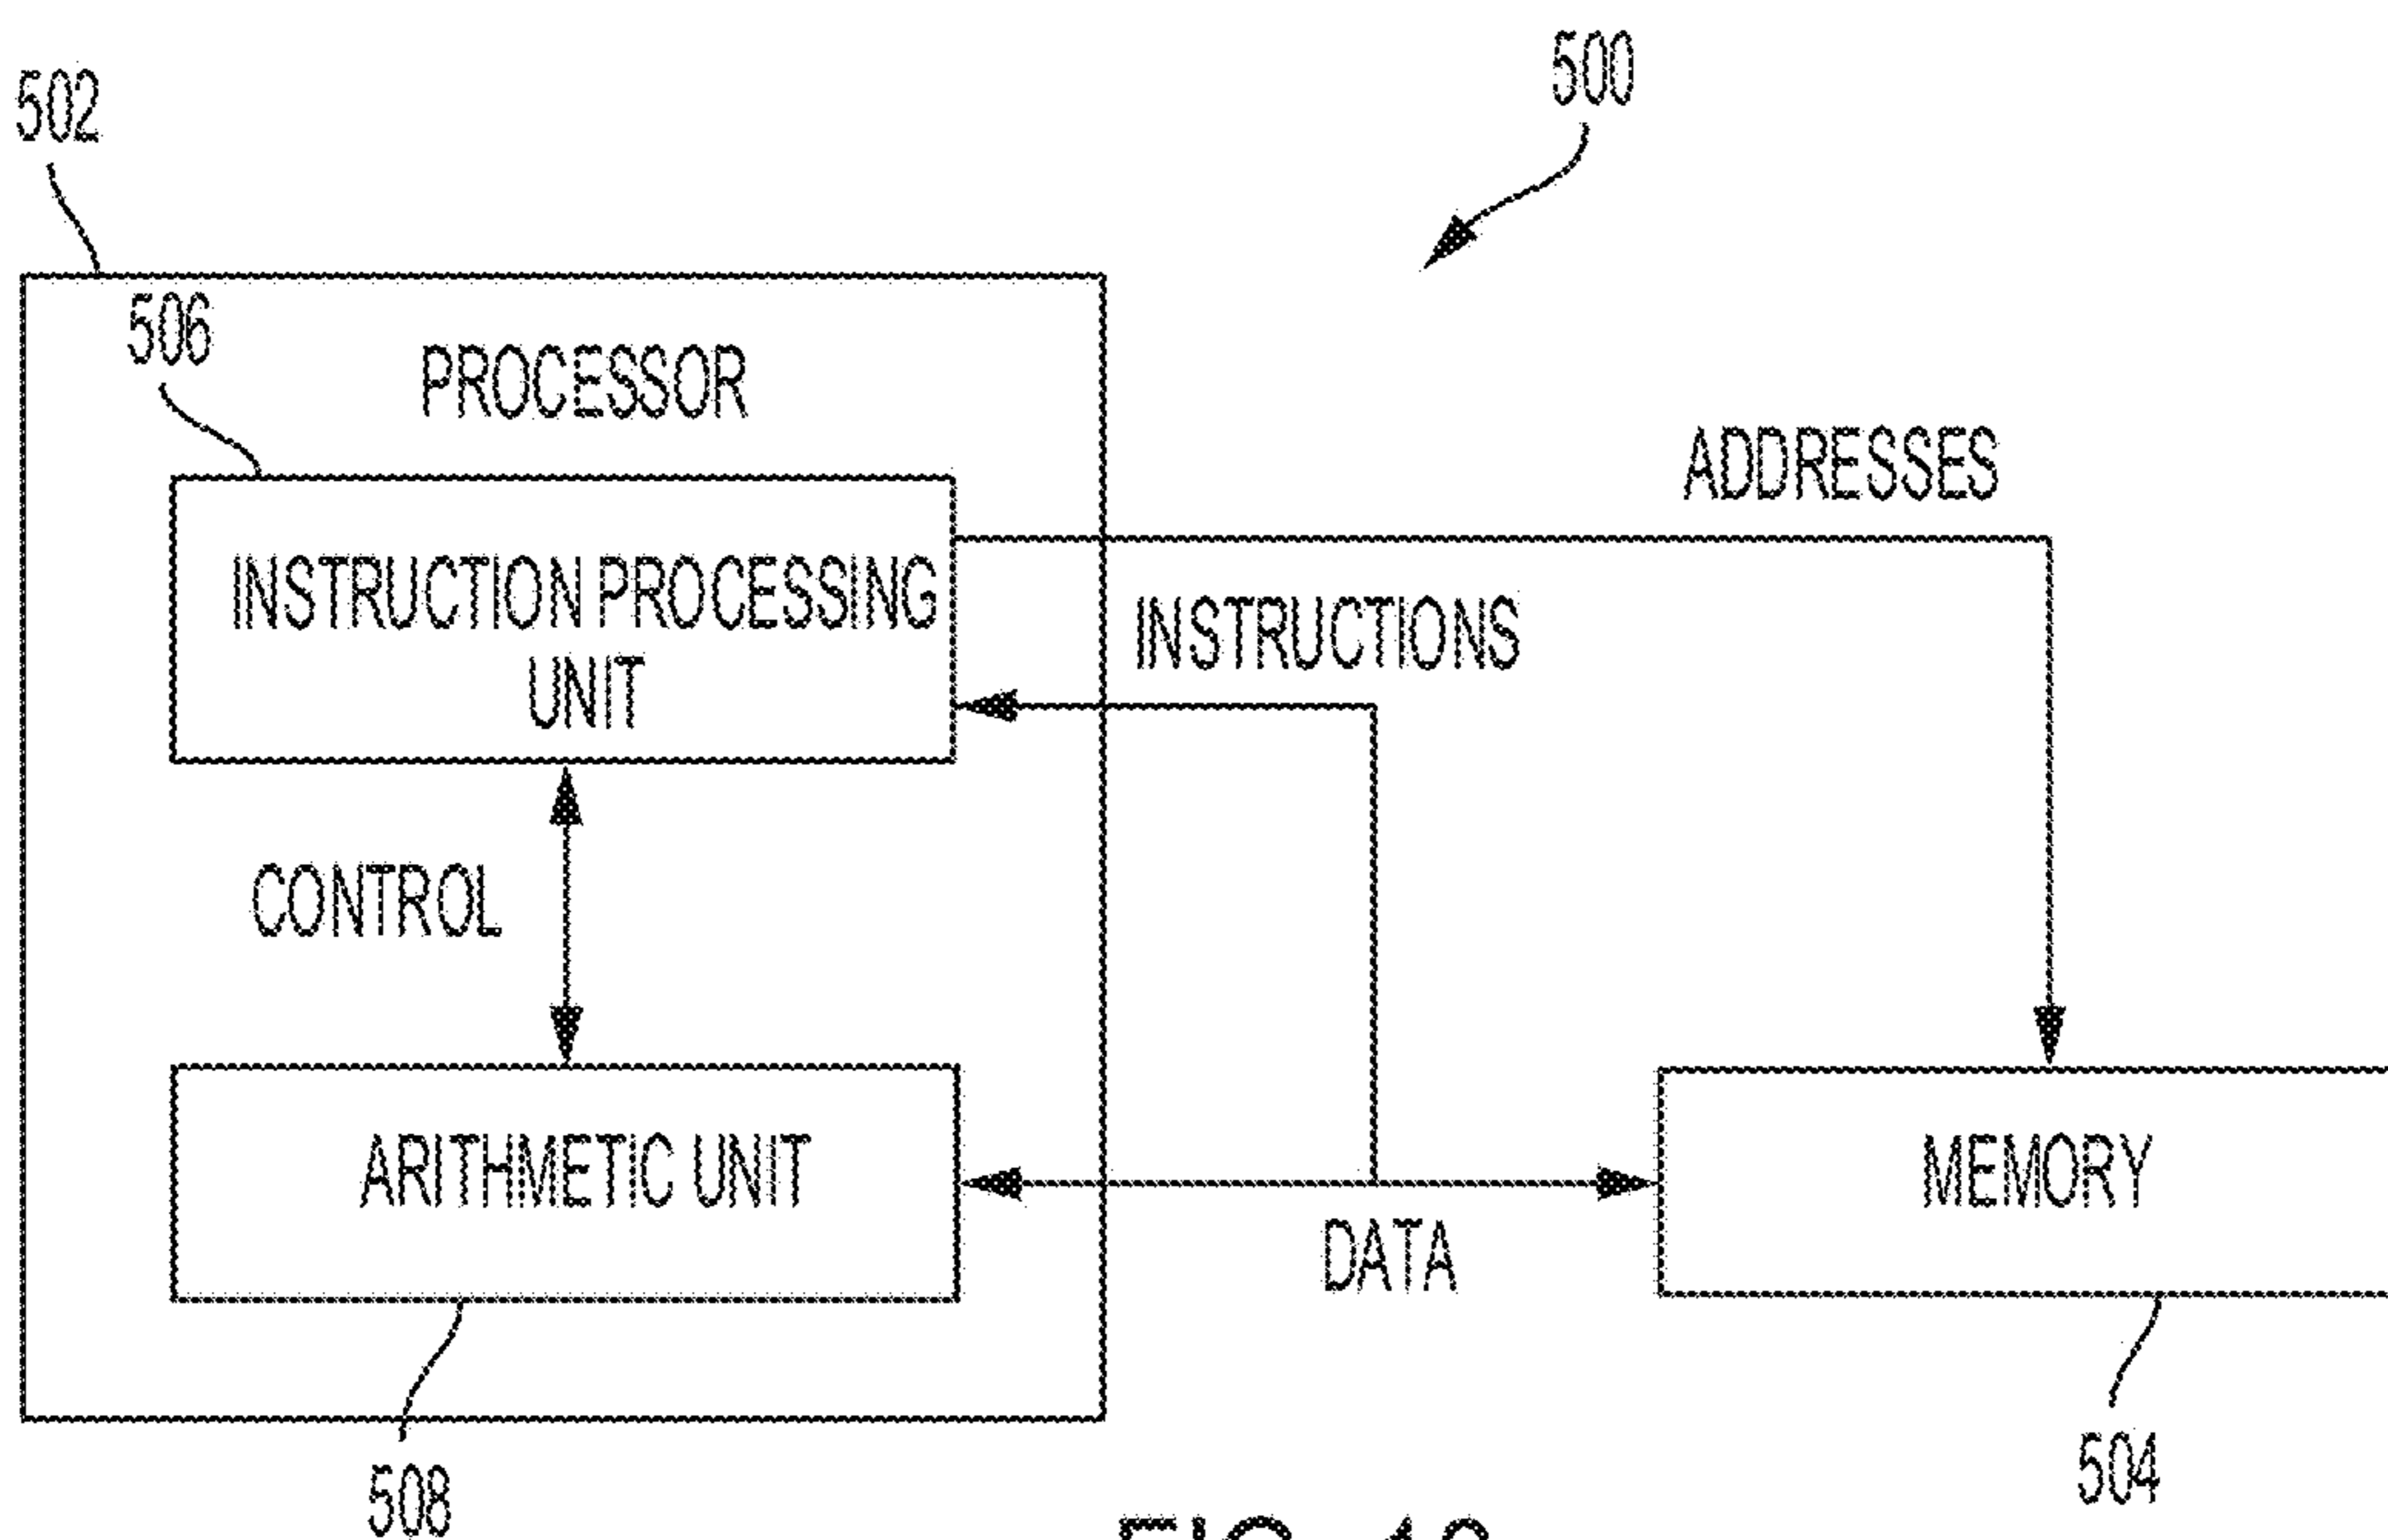 500
502
506
PROCESSOR
ADDRESSES
INSTRUCTION PROCESSING
UNIT
INSTRUCTIONS
CONTROL
ARITHMETIC UNIT
MEMORY
DATA
504
508